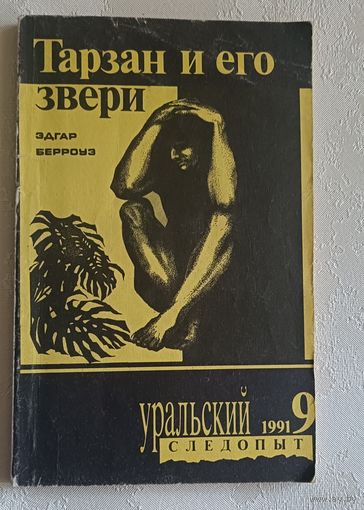 Тарзан и его
звери
ЭДГАР
БЕРРОУЗ
уральский 1991 9
СЛЕДОПЫТ